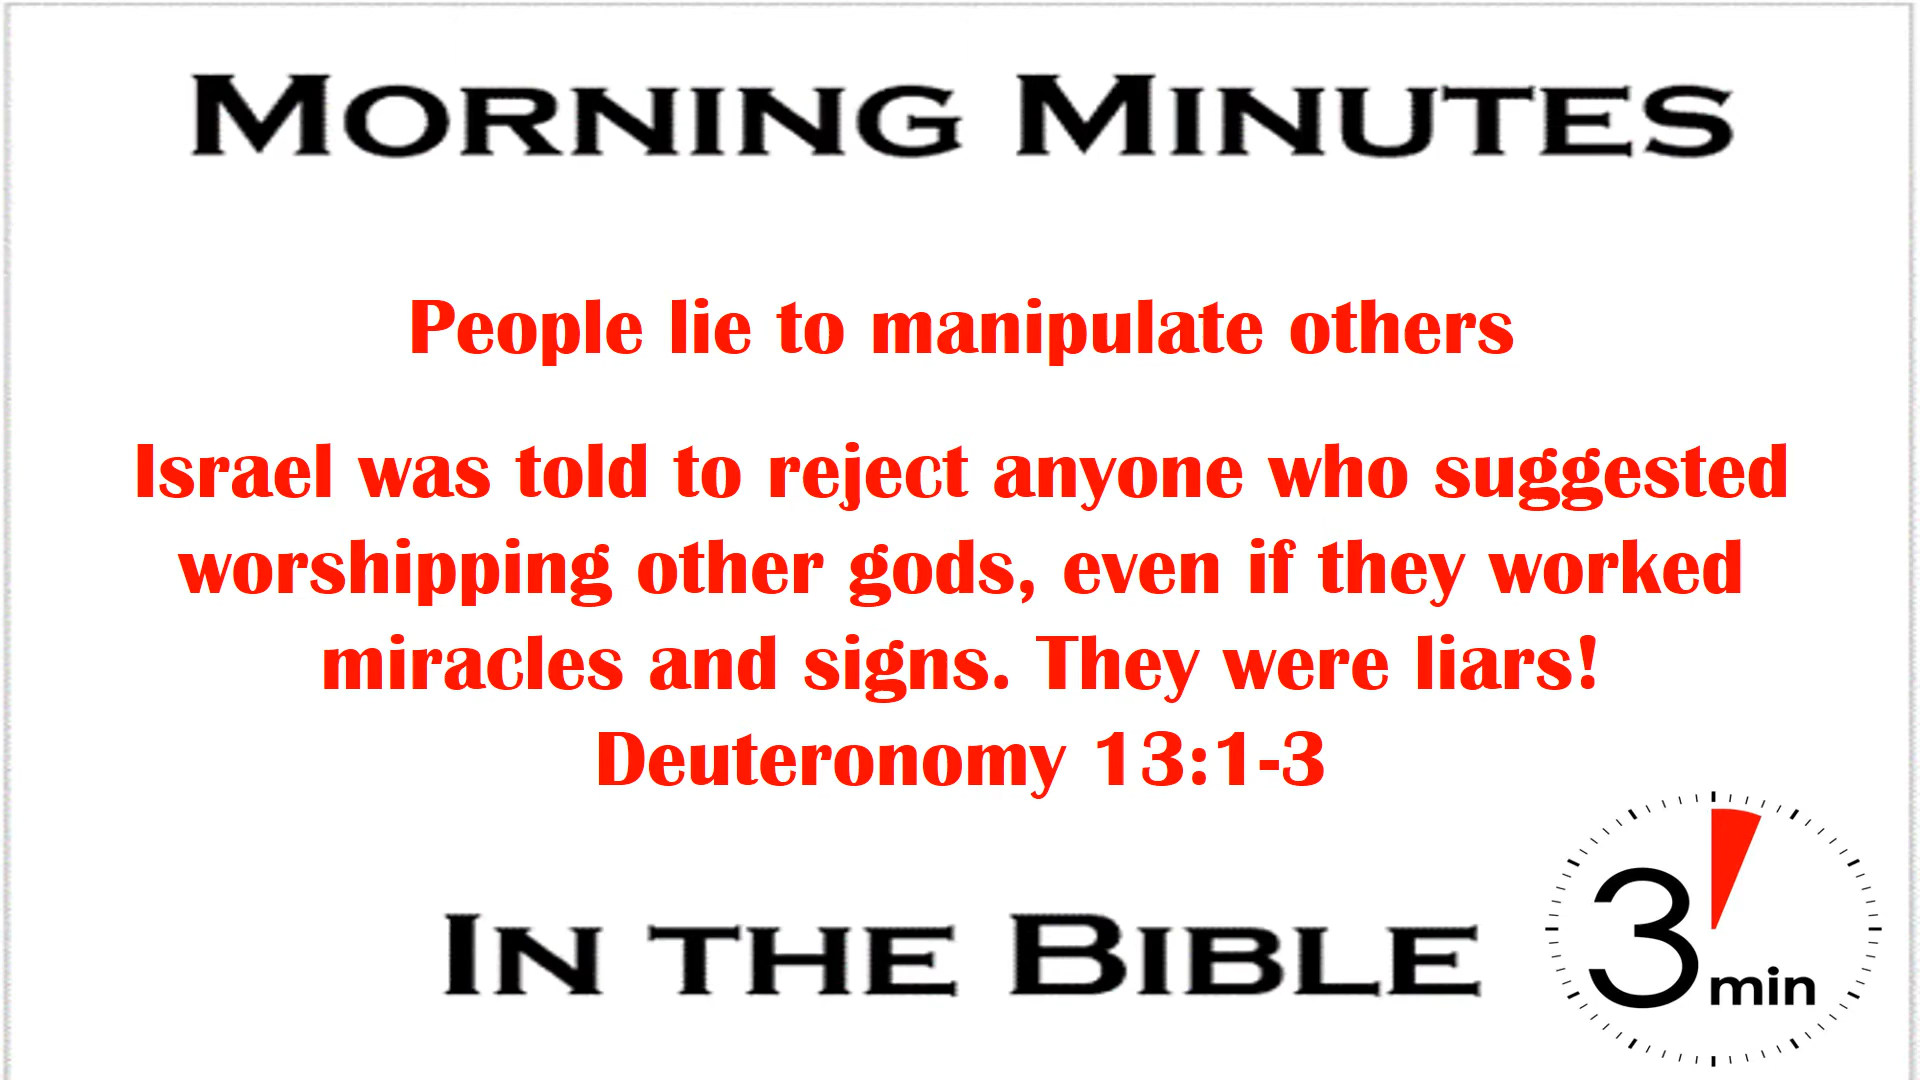 Morning Minutes
People lie to manipulate others
Israel was told to reject anyone who suggested
worshipping other gods, even if they worked
miracles and signs. They were liars!
Deuteronomy 13:1-3
In the Bible
3 min